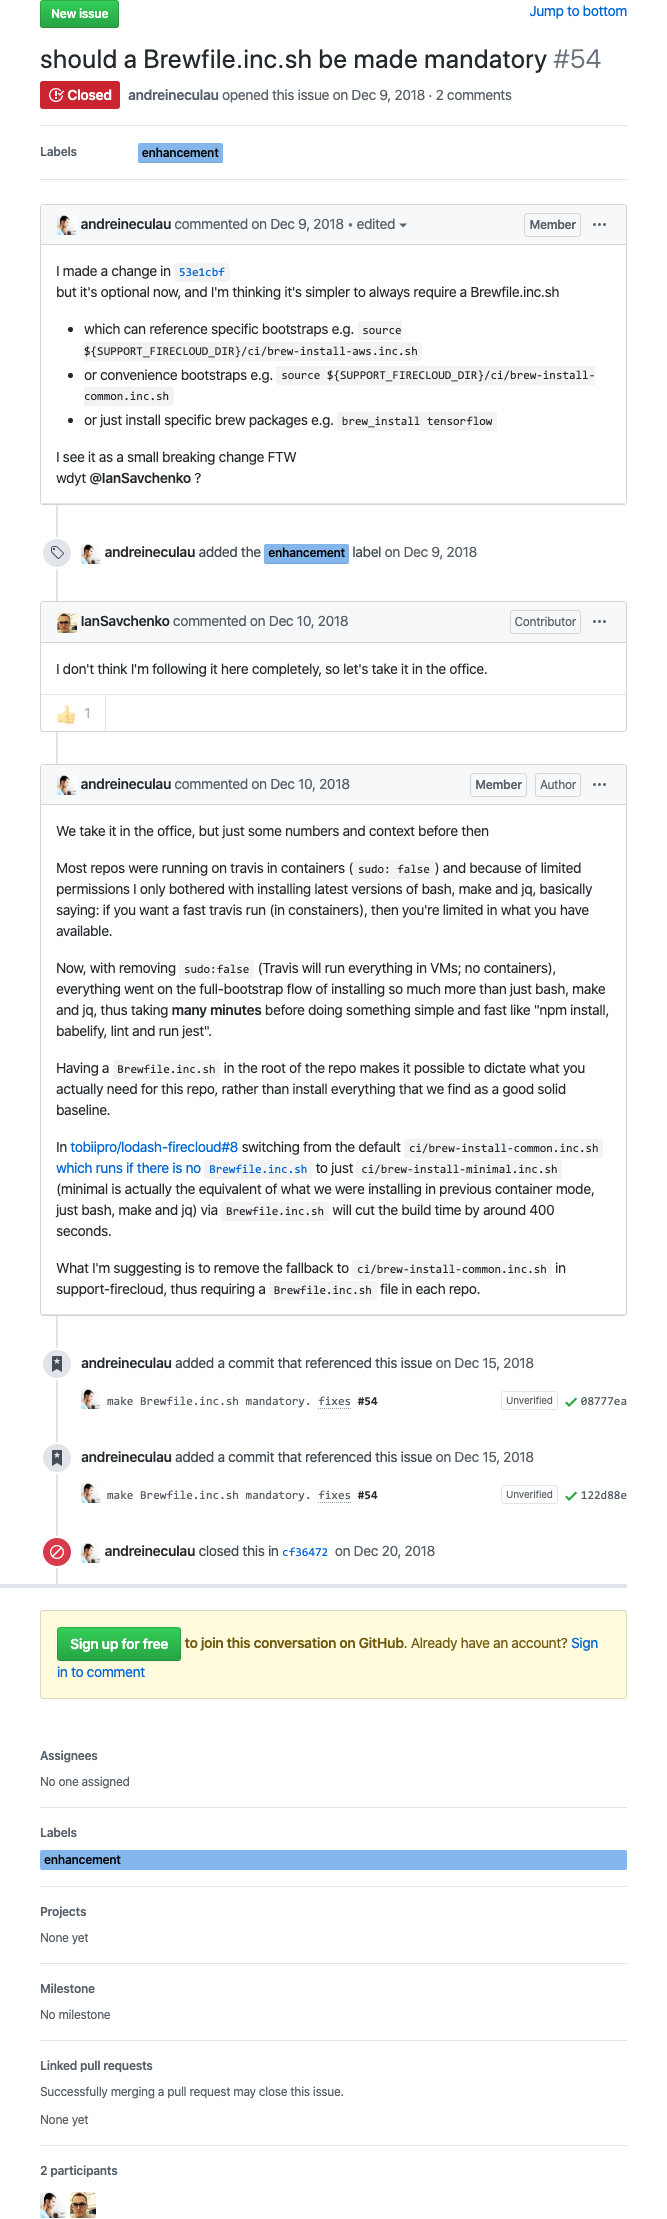 New issue
Jump to bottom
should a Brewfile.inc.sh be made mandatory #54
Closed
andreineculau opened this issue on Dec 9, 2018 · 2 comments
Labels
enhancement
andreineculau commented on Dec 9, 2018 • edited
Member
I made a change in 53e1cbf
but it's optional now, and I'm thinking it's simpler to always require a Brewfile.inc.sh
• which can reference specific bootstraps e.g. source
${SUPPORT_FIRECLOUD_DIR}/ci/brew-install-aws.inc.sh
• or convenience bootstraps e.g. source ${SUPPORT_FIRECLOUD_DIR}/ci/brew-install-
common.inc.sh
• or just install specific brew packages e.g. brew_install tensorflow
I see it as a small breaking change FTW
wdyt @IanSavchenko ?
andreineculau added the enhancement label on Dec 9, 2018
IanSavchenko commented on Dec 10, 2018
Contributor
I don't think I'm following it here completely, so let's take it in the office.
👍 1
andreineculau commented on Dec 10, 2018
Member
Author
We take it in the office, but just some numbers and context before then
Most repos were running on travis in containers ( sudo: false ) and because of limited
permissions I only bothered with installing latest versions of bash, make and jq, basically
saying: if you want a fast travis run (in constainers), then you're limited in what you have
available.
Now, with removing sudo:false (Travis will run everything in VMs; no containers),
everything went on the full-bootstrap flow of installing so much more than just bash, make
and jq, thus taking many minutes before doing something simple and fast like "npm install,
babelify, lint and run jest".
Having a Brewfile.inc.sh in the root of the repo makes it possible to dictate what you
actually need for this repo, rather than install everything that we find as a good solid
baseline.
In tobiipro/lodash-firecloud#8 switching from the default ci/brew-install-common.inc.sh
which runs if there is no Brewfile.inc.sh to just ci/brew-install-minimal.inc.sh
(minimal is actually the equivalent of what we were installing in previous container mode,
just bash, make and jq) via Brewfile.inc.sh will cut the build time by around 400
seconds.
What I'm suggesting is to remove the fallback to ci/brew-install-common.inc.sh in
support-firecloud, thus requiring a Brewfile.inc.sh file in each repo.
andreineculau added a commit that referenced this issue on Dec 15, 2018
make Brewfile.inc.sh mandatory. fixes #54
Unverified
08777ea
andreineculau added a commit that referenced this issue on Dec 15, 2018
make Brewfile.inc.sh mandatory. fixes #54
Unverified
122d88e
andreineculau closed this in cf36472 on Dec 20, 2018
Sign up for free to join this conversation on GitHub. Already have an account? Sign
in to comment
Assignees
No one assigned
Labels
enhancement
Projects
None yet
Milestone
No milestone
Linked pull requests
Successfully merging a pull request may close this issue.
None yet
2 participants